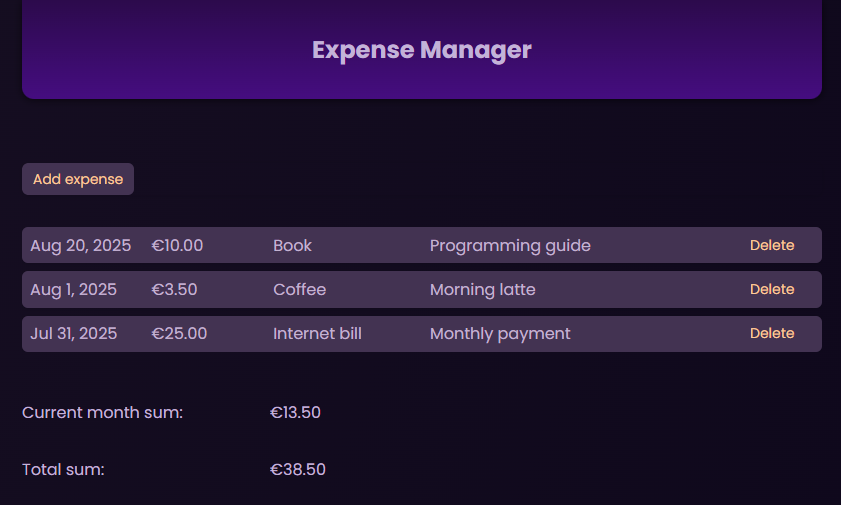 Expense Manager
Add expense
Aug 20, 2025 €10.00 Book Programming guide Delete
Aug 1, 2025 €3.50 Coffee Morning latte Delete
Jul 31, 2025 €25.00 Internet bill Monthly payment Delete
Current month sum: €13.50
Total sum: €38.50